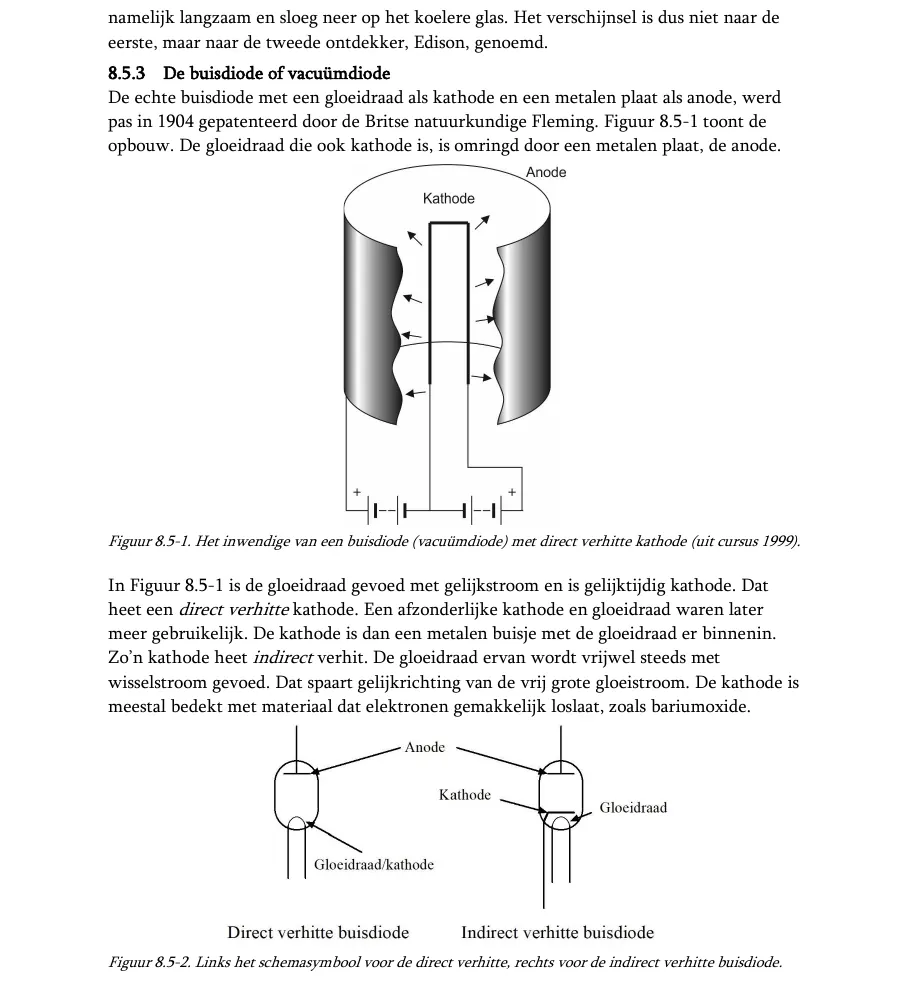 namelijk langzaam en sloeg neer op het koelere glas. Het verschijnsel is dus niet naar de
eerste, maar naar de tweede ontdekker, Edison, genoemd.
8.5.3 De buisdiode of vacuümdiode
De echte buisdiode met een gloeidraad als kathode en een metalen plaat als anode, werd
pas in 1904 gepatenteerd door de Britse natuurkundige Fleming. Figuur 8.5-1 toont de
opbouw. De gloeidraad die ook kathode is, is omringd door een metalen plaat, de anode.
Anode
Kathode
+ +
Figuur 8.5-1. Het inwendige van een buisdiode (vacuümdiode) met direct verhitte kathode (uit cursus 1999).
In Figuur 8.5-1 is de gloeidraad gevoed met gelijkstroom en is gelijktijdig kathode. Dat
heet een direct verhitte kathode. Een afzonderlijke kathode en gloeidraad waren later
meer gebruikelijk. De kathode is dan een metalen buisje met de gloeidraad er binnenin.
Zo’n kathode heet indirect verhit. De gloeidraad ervan wordt vrijwel steeds met
wisselstroom gevoed. Dat spaart gelijkrichting van de vrij grote gloeistroom. De kathode is
meestal bedekt met materiaal dat elektronen gemakkelijk loslaat, zoals bariumoxide.
Anode
Kathode
Gloeidraad
Gloeidraad/kathode
Direct verhitte buisdiode Indirect verhitte buisdiode
Figuur 8.5-2. Links het schemasymbool voor de direct verhitte, rechts voor de indirect verhitte buisdiode.